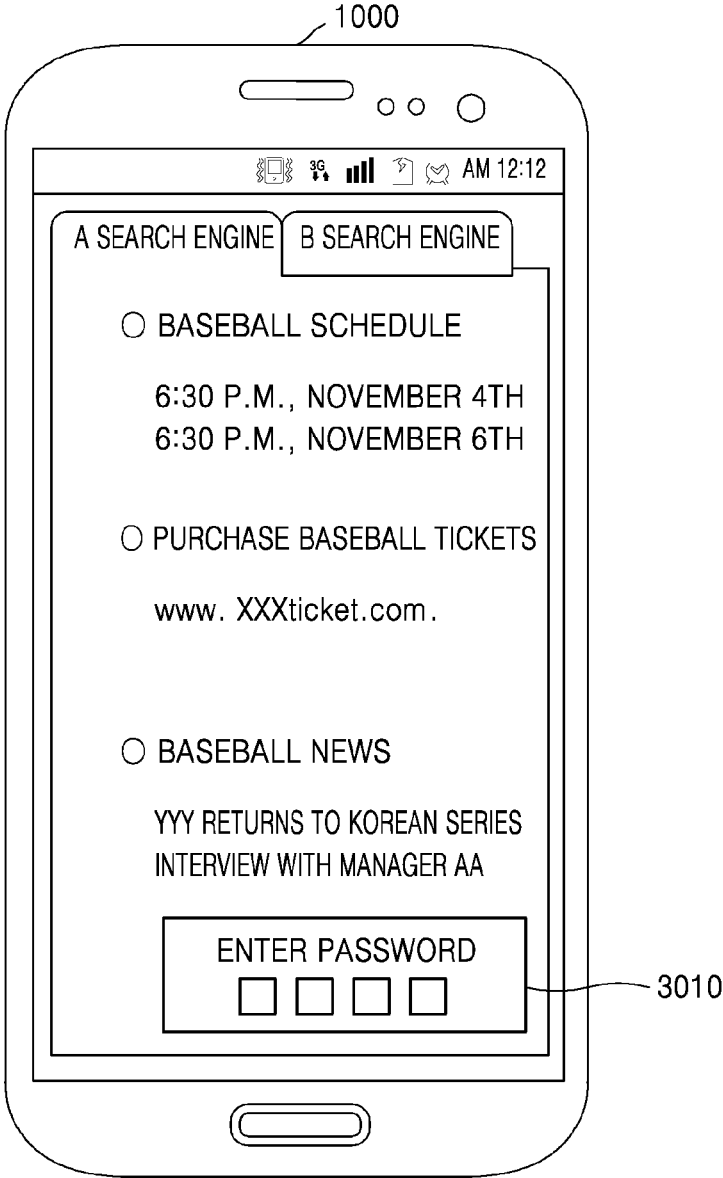 1000
3G
AM 12:12
A SEARCH ENGINE
B SEARCH ENGINE
BASEBALL SCHEDULE
6:30 P.M., NOVEMBER 4TH
6:30 P.M., NOVEMBER 6TH
PURCHASE BASEBALL TICKETS
www. XXXticket.com.
BASEBALL NEWS
YYY RETURNS TO KOREAN SERIES
INTERVIEW WITH MANAGER AA
ENTER PASSWORD
3010